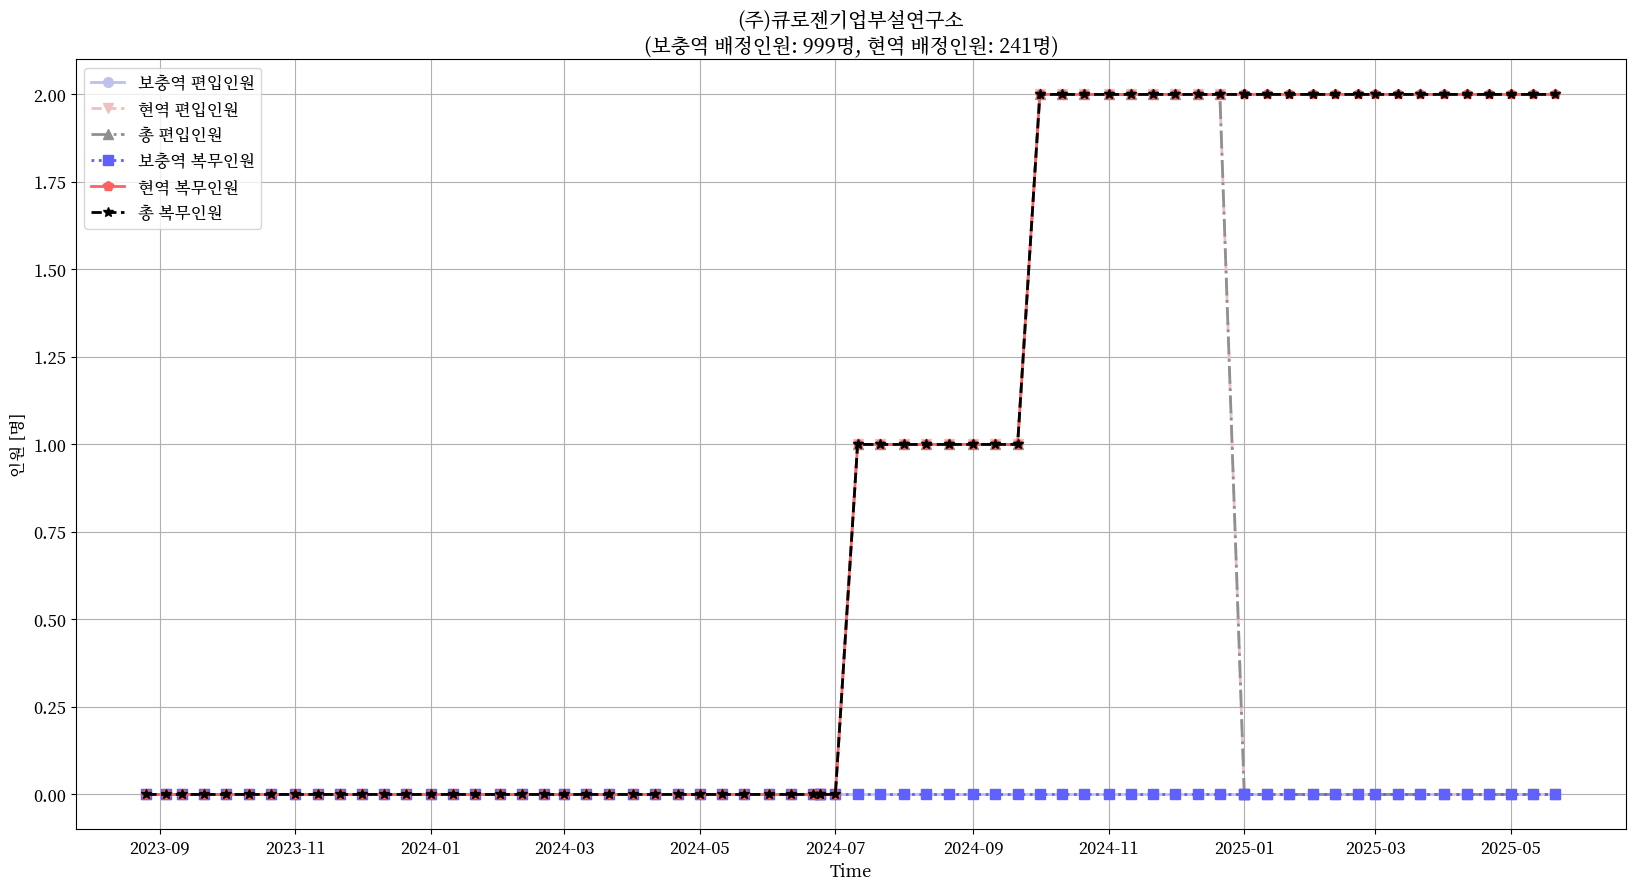 (주)큐로젠기업부설연구소
(보충역 배정인원: 999명, 현역 배정인원: 241명)
보충역 편입인원
현역 편입인원
총 편입인원
보충역 복무인원
현역 복무인원
총 복무인원
2.00
1.75
1.50
1.25
1.00
0.75
0.50
0.25
0.00
인원 [명]
2023-09 2023-11 2024-01 2024-03 2024-05 2024-07 2024-09 2024-11 2025-01 2025-03 2025-05
Time